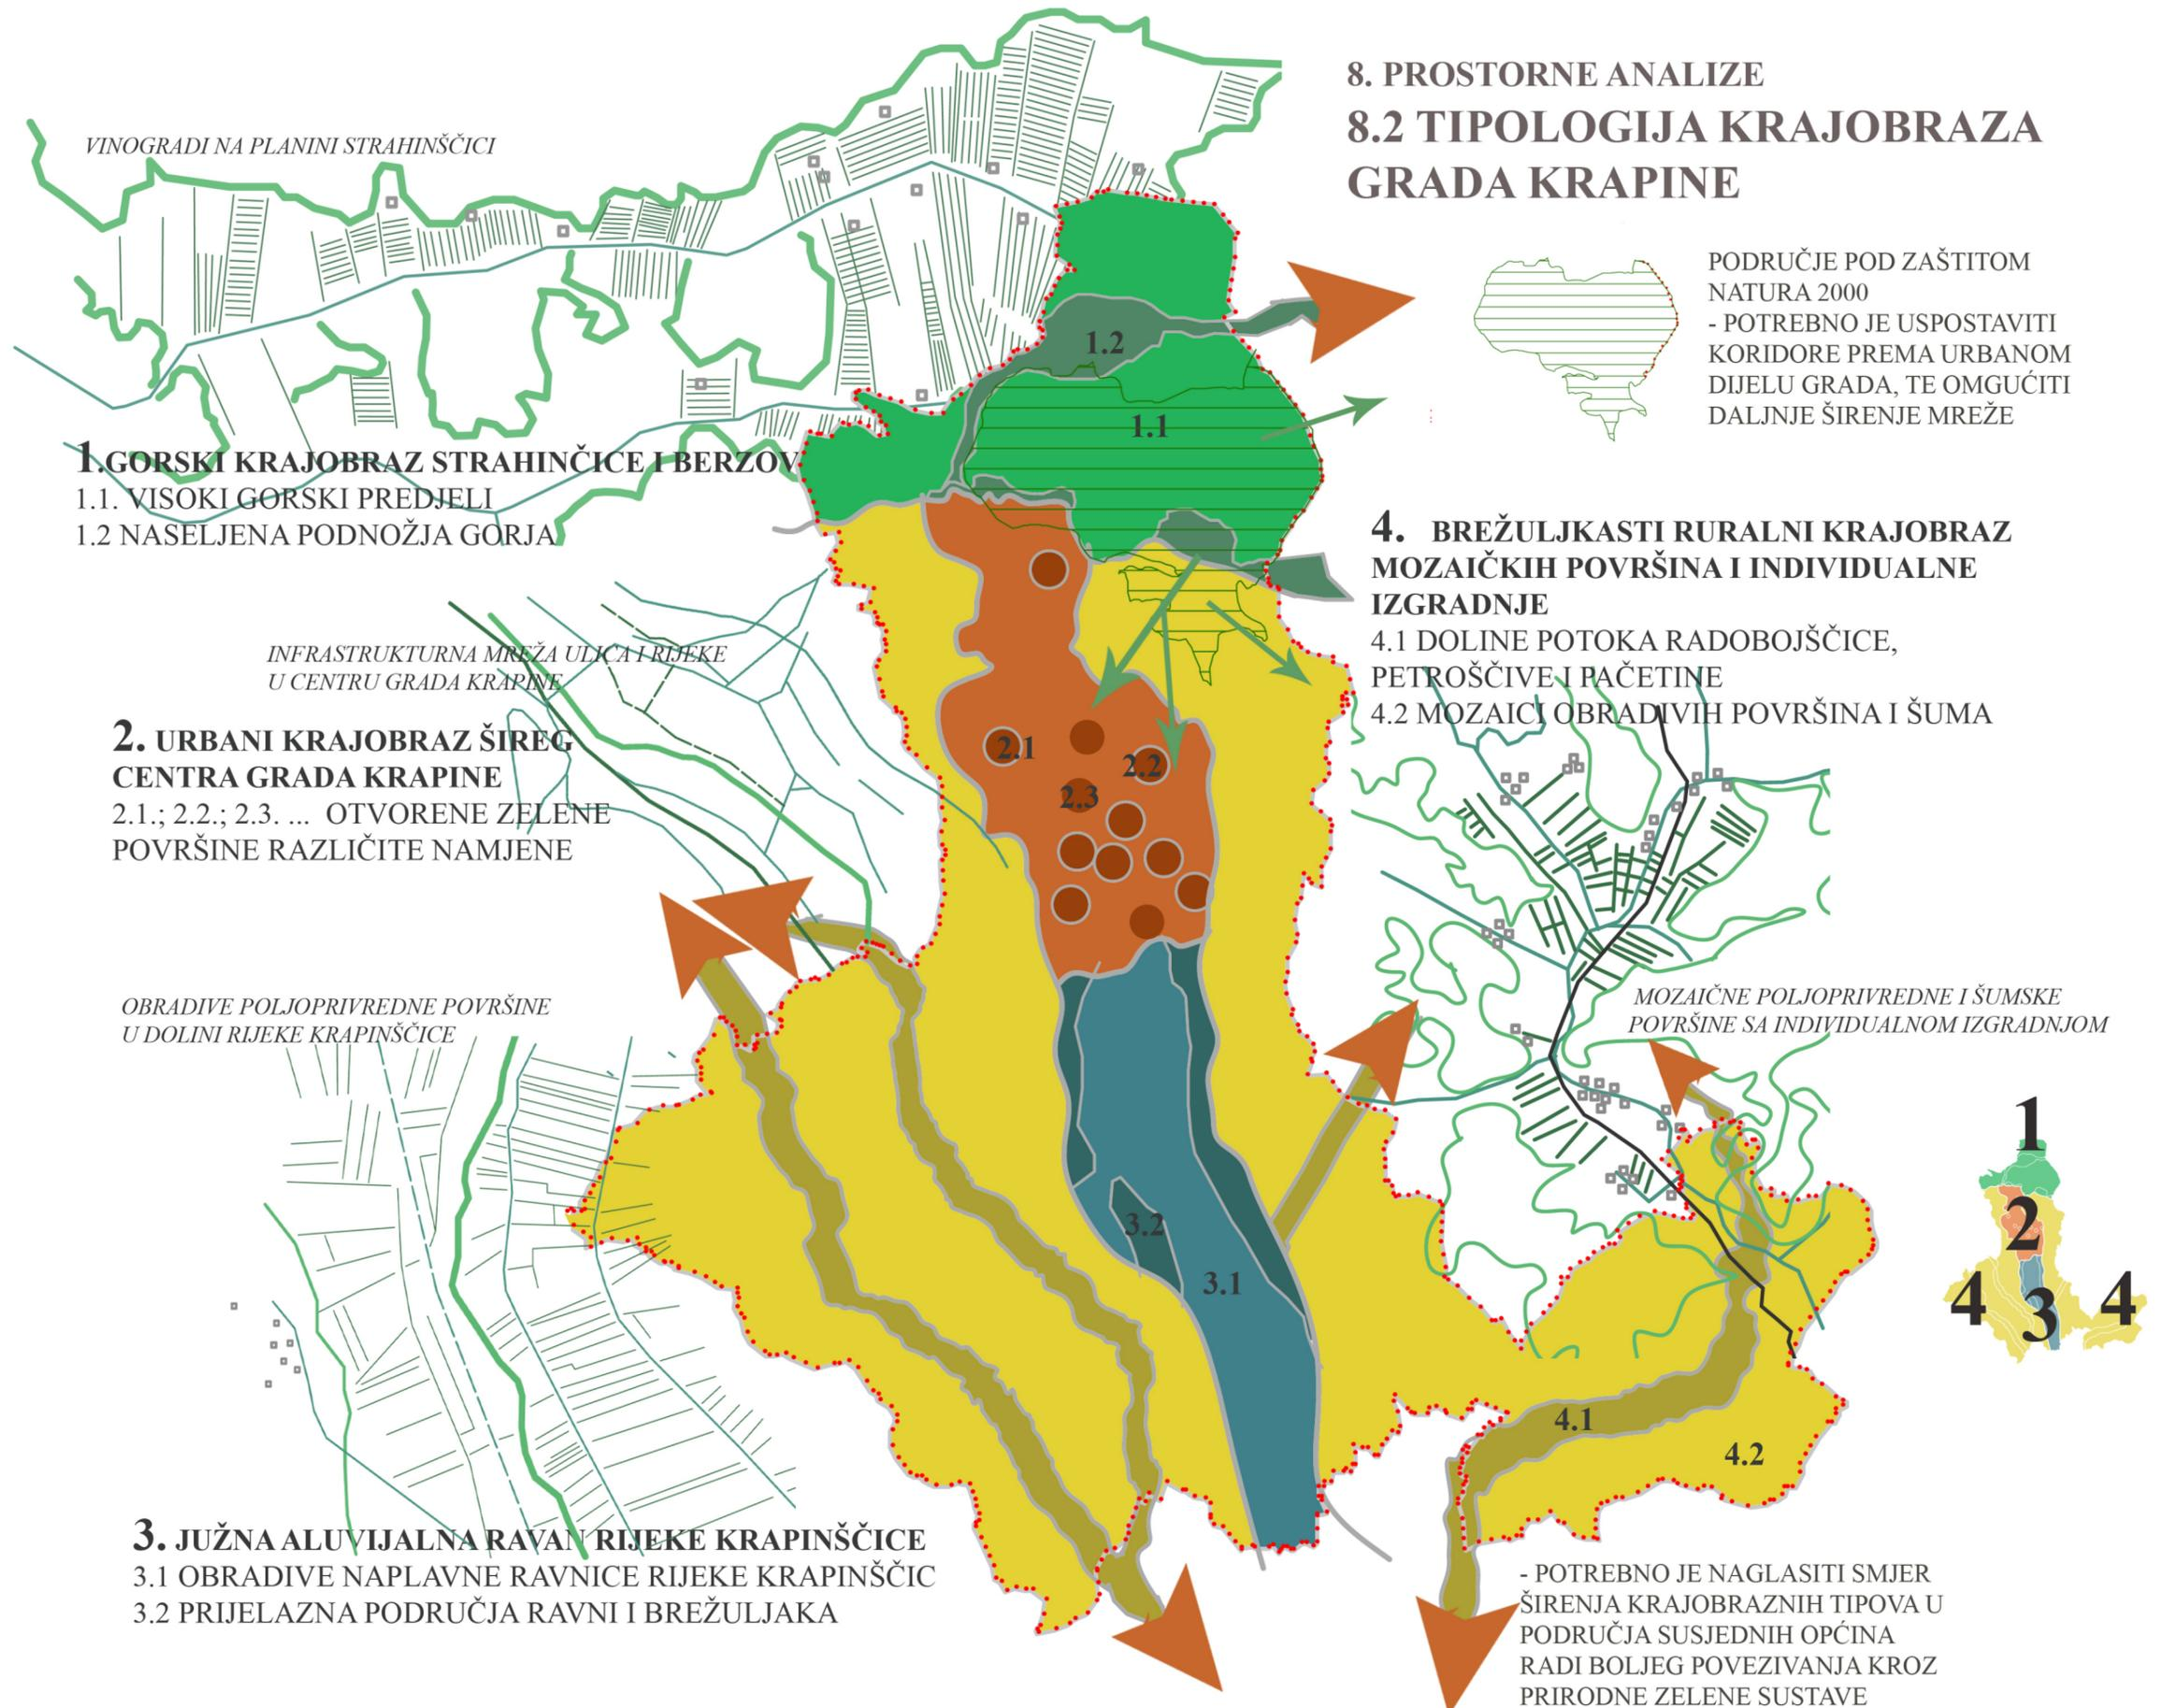 8. PROSTORNE ANALIZE
8.2 TIPOLOGIJA KRAJOBRAZA
GRADA KRAPINE
VINOGRADI NA PLANINI STRAHINŠČICI
PODRUČJE POD ZAŠTITOM
NATURA 2000
- POTREBNO JE USPOSTAVITI
KORIDORE PREMA URBANOM
DIJELU GRADA, TE OMGUĆITI
DALJNJE ŠIRENJE MREŽE
1.2
1.1
1.GORSKI KRAJOBRAZ STRAHINČICE I BERZOV
1.1. VISOKI GORSKI PREDJELI
1.2 NASELJENA PODNOŽJA GORJA
4. BREŽULJKASTI RURALNI KRAJOBRAZ
MOZAIČKIH POVRŠINA I INDIVIDUALNE
IZGRADNJE
4.1 DOLINE POTOKA RADOBOJŠČICE,
PETROŠČIVE I PAČETINE
4.2 MOZAICI OBRADIVIH POVRŠINA I ŠUMA
INFRASTRUKTURNA MREŽA ULICA I RIJEKE
U CENTRU GRADA KRAPINE
2. URBANI KRAJOBRAZ ŠIREG
CENTRA GRADA KRAPINE
2.1.; 2.2.; 2.3. ... OTVORENE ZELENE
POVRŠINE RAZLIČITE NAMJENE
2.1
2.2
2.3
OBRADIVE POLJOPRIVREDNE POVRŠINE
U DOLINI RIJEKE KRAPINŠČICE
MOZAIČNE POLJOPRIVREDNE I ŠUMSKE
POVRŠINE SA INDIVIDUALNOM IZGRADNJOM
3.2
3.1
1
2
4
3
4
4.1
4.2
3. JUŽNA ALUVIJALNA RAVAN RIJEKE KRAPINŠČICE
3.1 OBRADIVE NAPLAVNE RAVNICE RIJEKE KRAPINŠČIC
3.2 PRIJELAZNA PODRUČJA RAVNI I BREŽULJAKA
- POTREBNO JE NAGLASITI SMJER
ŠIRENJA KRAJOBRAZNIH TIPOVA U
PODRUČJA SUSJEDNIH OPĆINA
RADI BOLJEG POVEZIVANJA KROZ
PRIRODNE ZELENE SUSTAVE